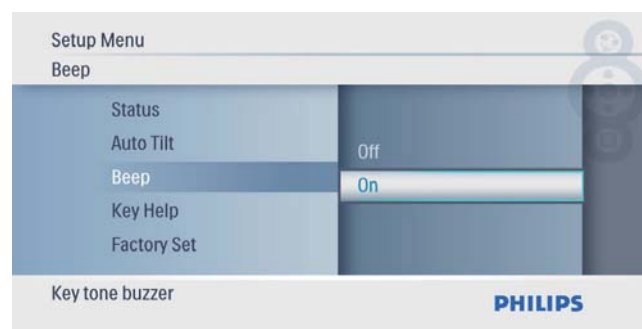 Setup Menu
Beep
Status
Auto Tilt
Beep
Key Help
Factory Set
Off
On
Key tone buzzer
PHILIPS